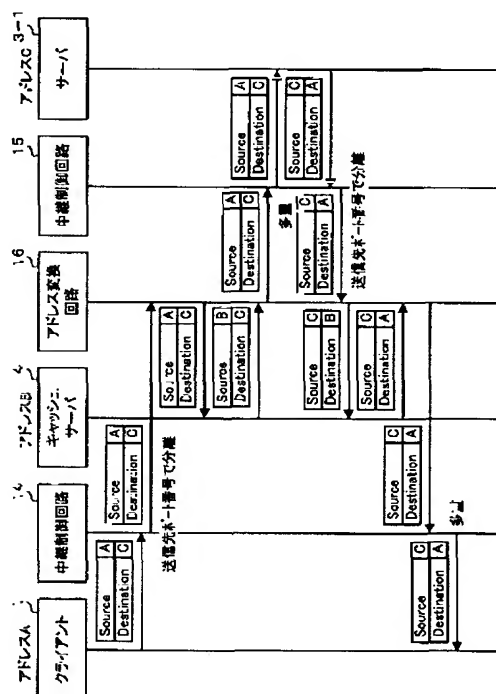 アドレスA
クライアント
中継制御回路
アドレスB 4
キャッシュ
サーバ
16
アドレス変換
回路
15
中継制御回路
アドレスC 3-1
サーバ
Source A
Destination C
送信先ポート番号で分離
Source A
Destination C
Source A
Destination C
Source B
Destination C
Source A
Destination C
多重
Source A
Destination C
Source C
Destination A
Source C
Destination A
送信先ポート番号で分離
Source C
Destination B
Source C
Destination A
Source C
Destination A
多重
Source C
Destination A